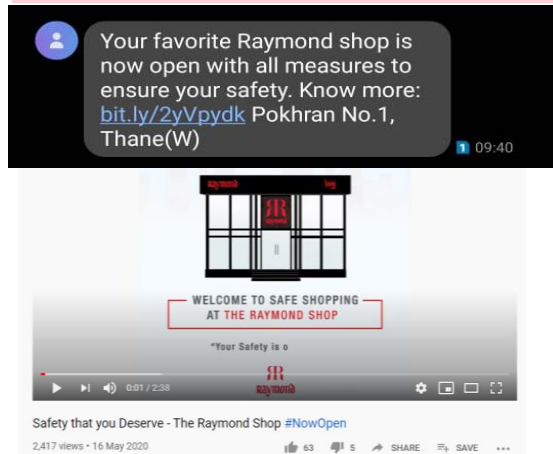 Your favorite Raymond shop is
now open with all measures to
ensure your safety. Know more:
bit.ly/2yVpydk Pokhran No.1,
Thane(W)
1 09:40
Raymond
R
WELCOME TO SAFE SHOPPING
AT THE RAYMOND SHOP
"Your Safety is o
R
Raymond
0:01 / 2:38
Safety that you Deserve - The Raymond Shop #NowOpen
2,417 views • 16 May 2020
63 5 SHARE SAVE